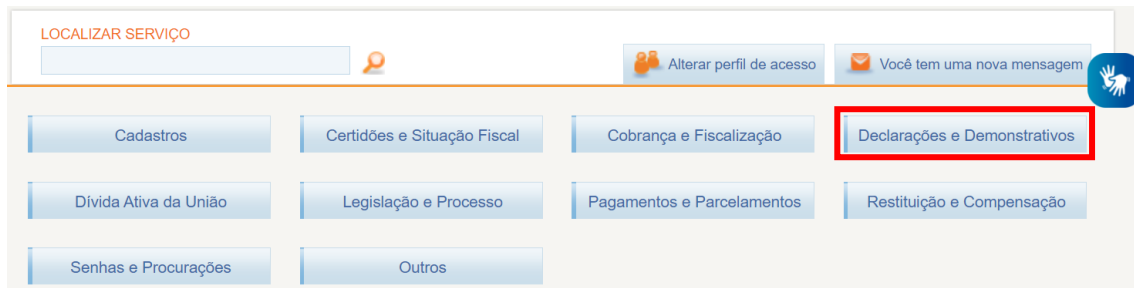 LOCALIZAR SERVIÇO
Alterar perfil de acesso
Você tem uma nova mensagem
Cadastros
Certidões e Situação Fiscal
Cobrança e Fiscalização
Declarações e Demonstrativos
Dívida Ativa da União
Legislação e Processo
Pagamentos e Parcelamentos
Restituição e Compensação
Senhas e Procurações
Outros